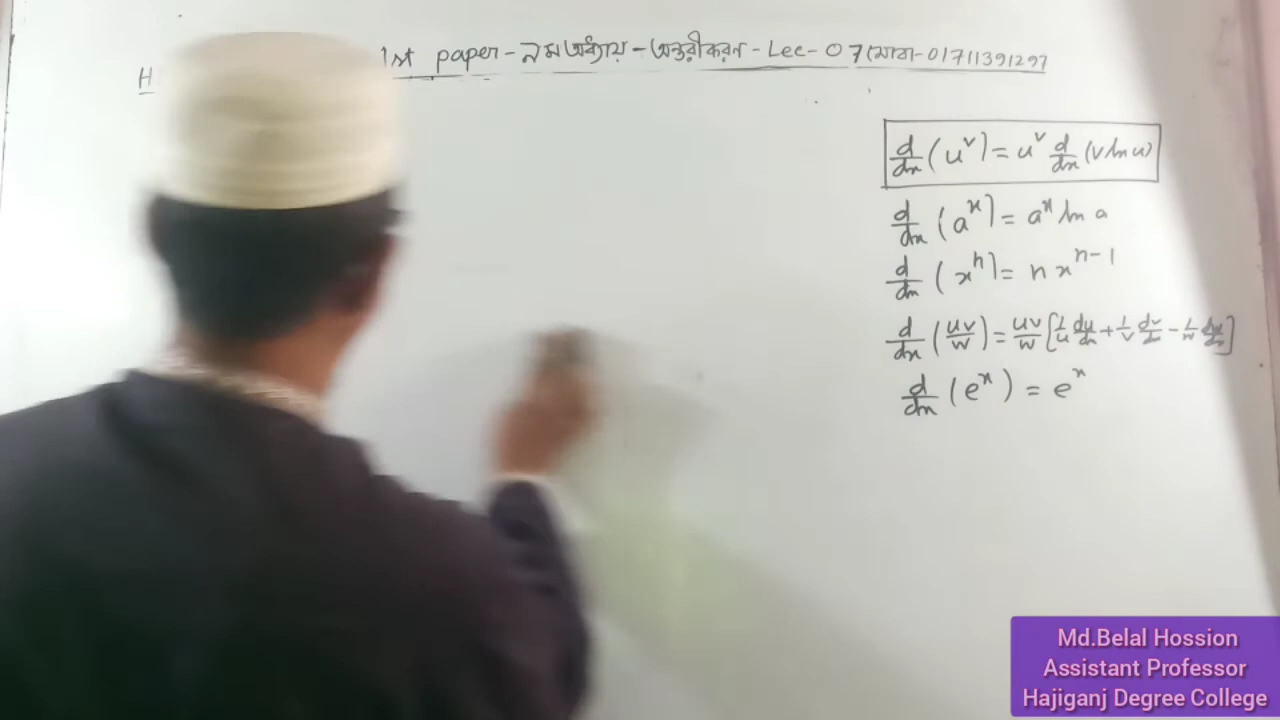 H 1st paper - নবম অধ্যায় - অন্তরীকরণ - Lec - 07 মোবা-01711391297
d/dx (u^v) = u^v d/dx (v ln u)
d/dx (a^x) = a^x ln a
d/dx (x^n) = n x^{n-1}
d/dx (uv/w) = uv/w [1/u du/dx + 1/v dv/dx - 1/w dw/dx]
d/dx (e^x) = e^x
Md.Belal Hossion
Assistant Professor
Hajiganj Degree College